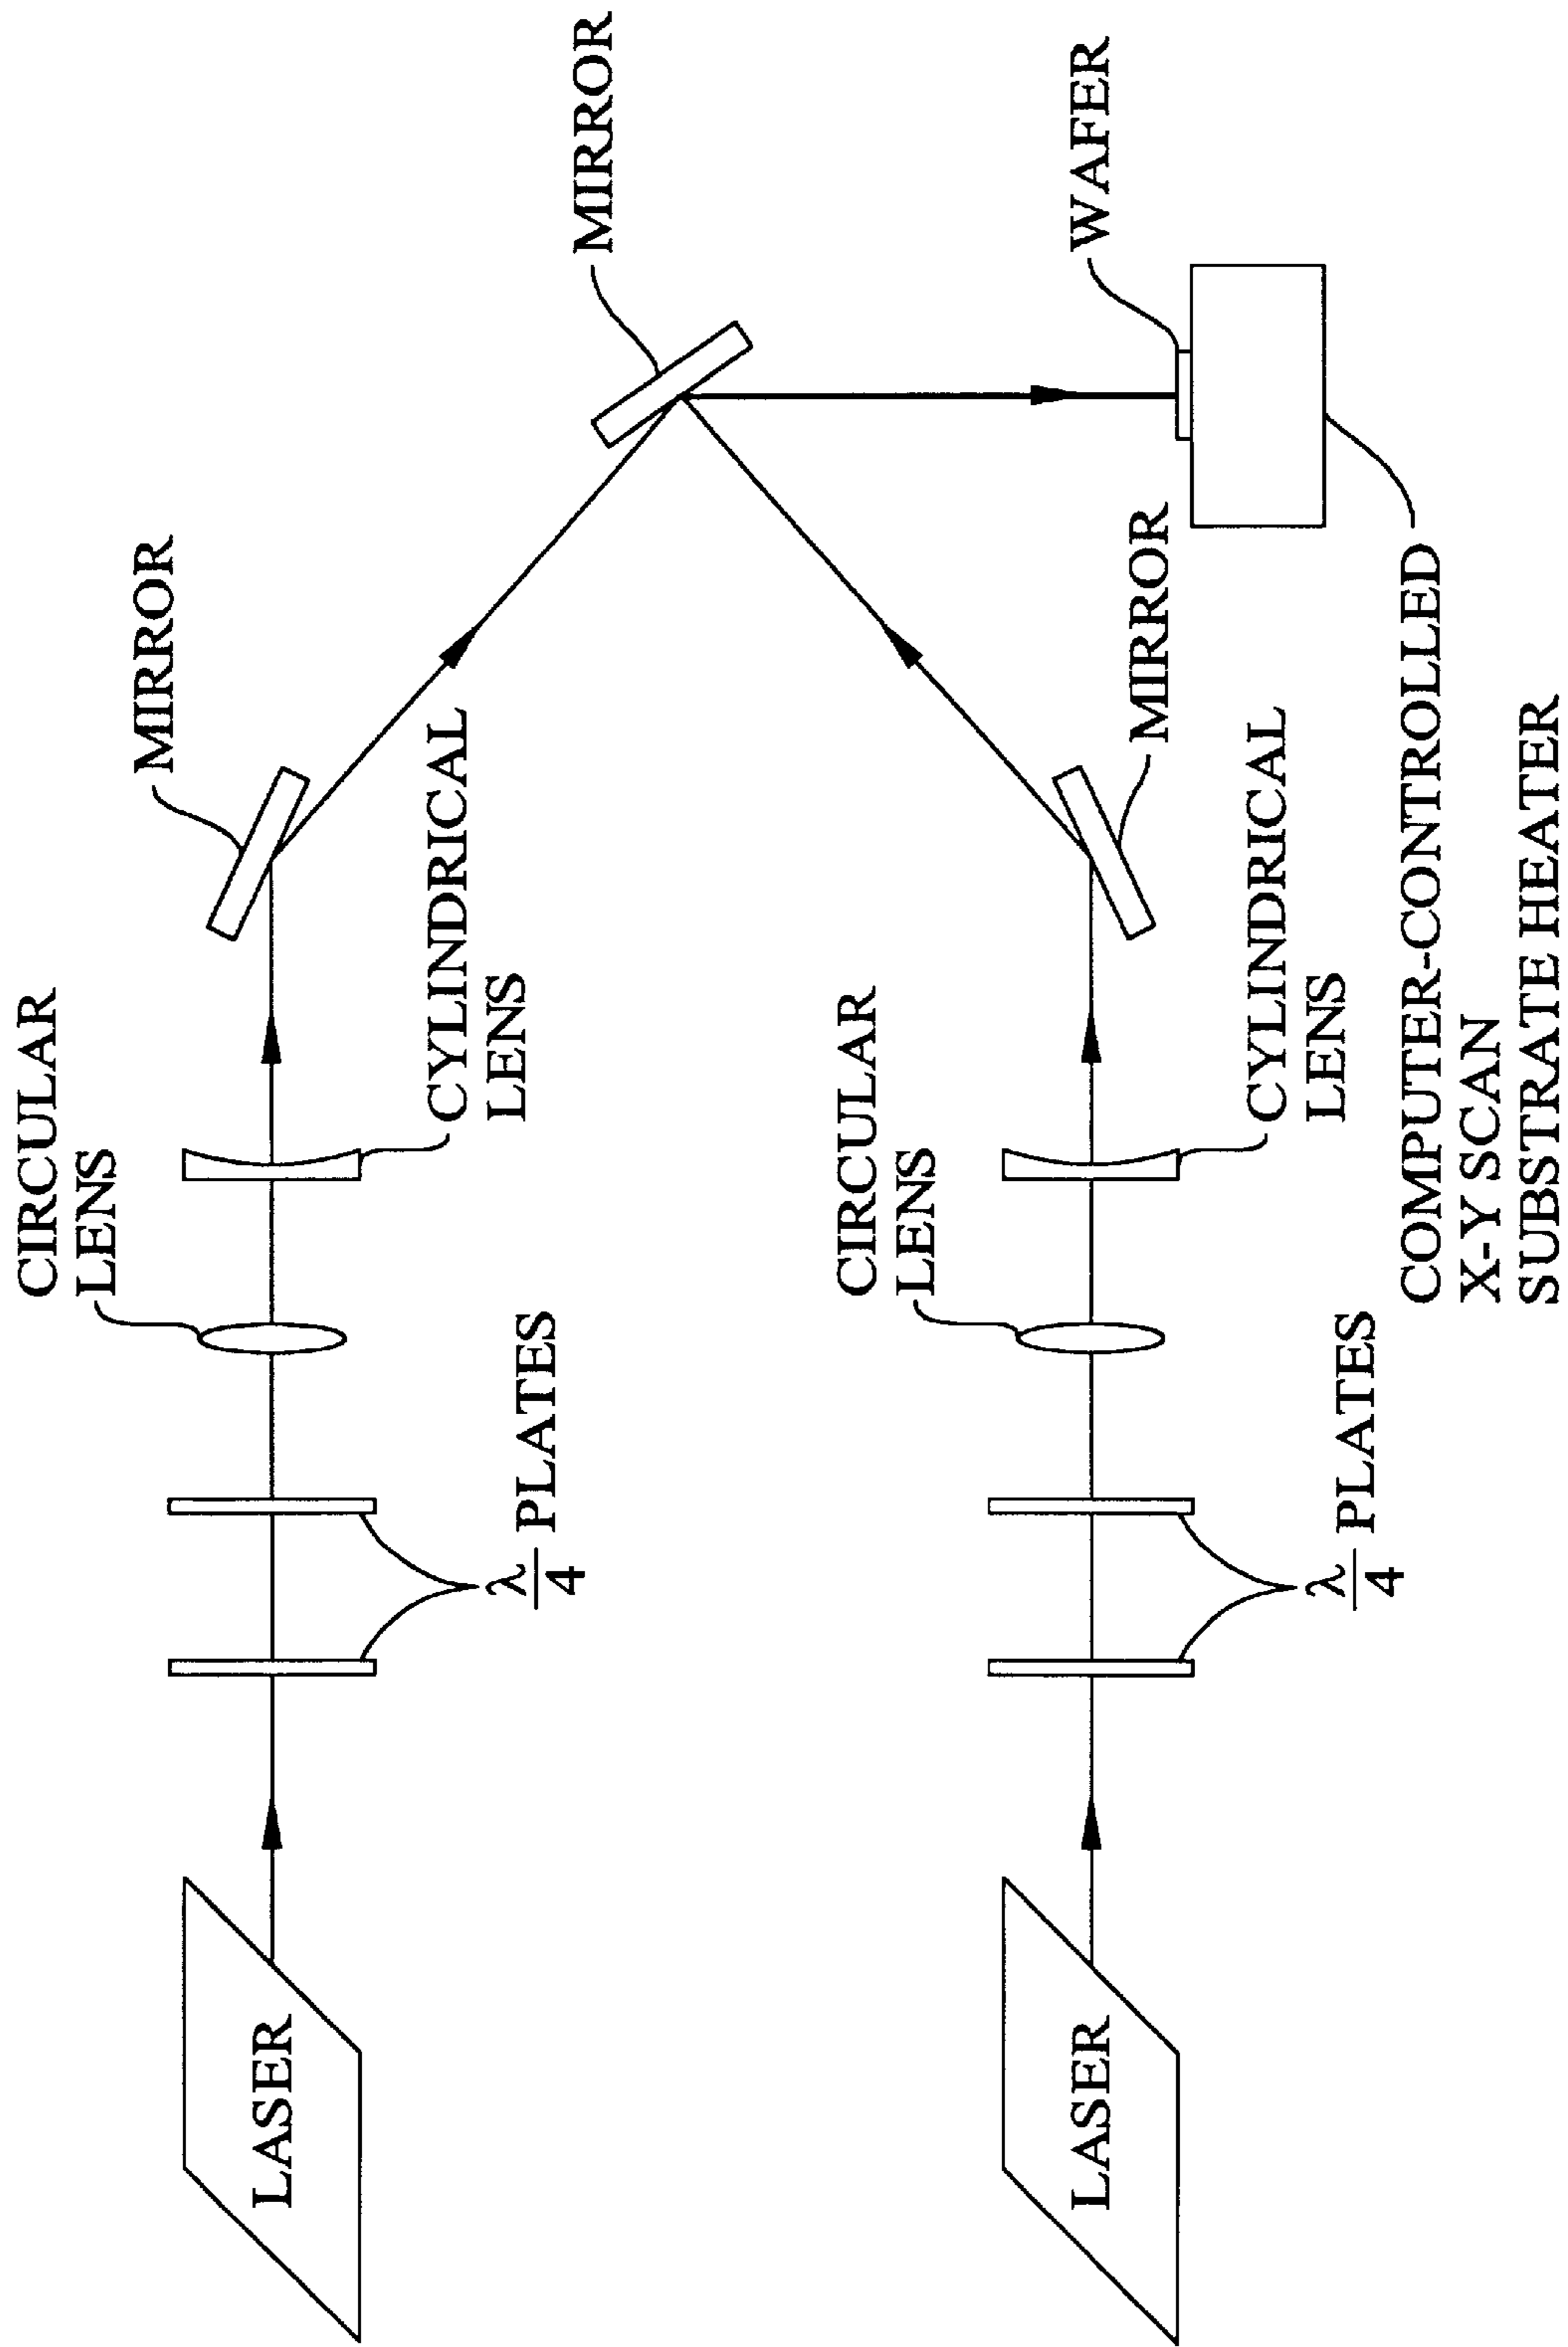 LASER
λ/4 PLATES
CIRCULAR
LENS
CYLINDRICAL
LENS
MIRROR
MIRROR
LASER
λ/4 PLATES
CIRCULAR
LENS
CYLINDRICAL
LENS
MIRROR
WAFER
COMPUTER-CONTROLLED
X-Y SCAN
SUBSTRATE HEATER